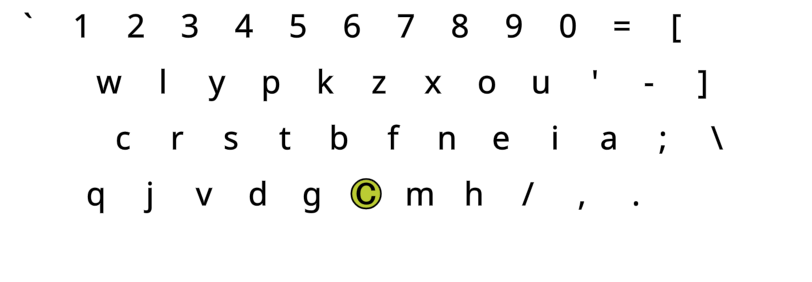 ` 1 2 3 4 5 6 7 8 9 0 = [
w l y p k z x o u ' - ]
c r s t b f n e i a ; \
q j v d g © m h / , .